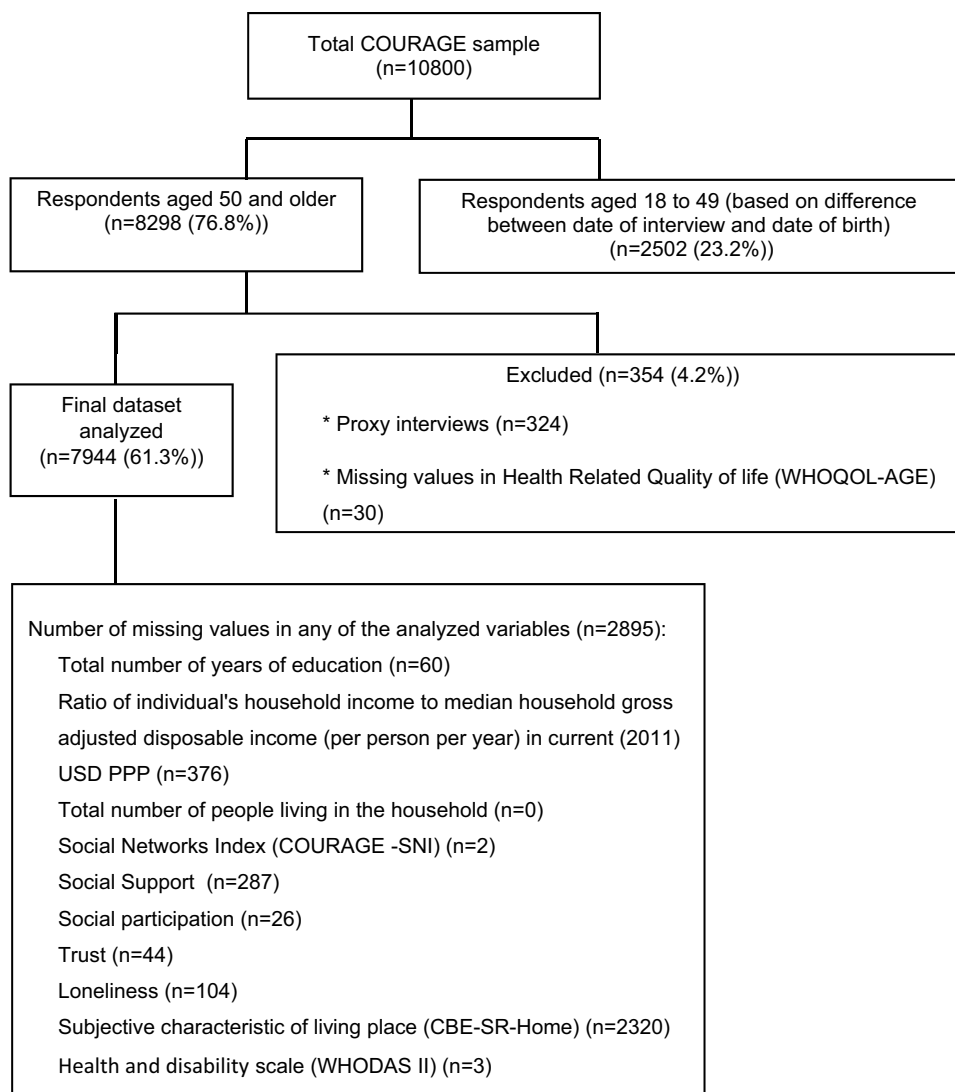 Total COURAGE sample
(n=10800)
Respondents aged 50 and older
(n=8298 (76.8%))
Respondents aged 18 to 49 (based on difference
between date of interview and date of birth)
(n=2502 (23.2%))
Final dataset
analyzed
(n=7944 (61.3%))
Excluded (n=354 (4.2%))
* Proxy interviews (n=324)
* Missing values in Health Related Quality of life (WHOQOL-AGE)
(n=30)
Number of missing values in any of the analyzed variables (n=2895):
Total number of years of education (n=60)
Ratio of individual's household income to median household gross
adjusted disposable income (per person per year) in current (2011)
USD PPP (n=376)
Total number of people living in the household (n=0)
Social Networks Index (COURAGE -SNI) (n=2)
Social Support (n=287)
Social participation (n=26)
Trust (n=44)
Loneliness (n=104)
Subjective characteristic of living place (CBE-SR-Home) (n=2320)
Health and disability scale (WHODAS II) (n=3)